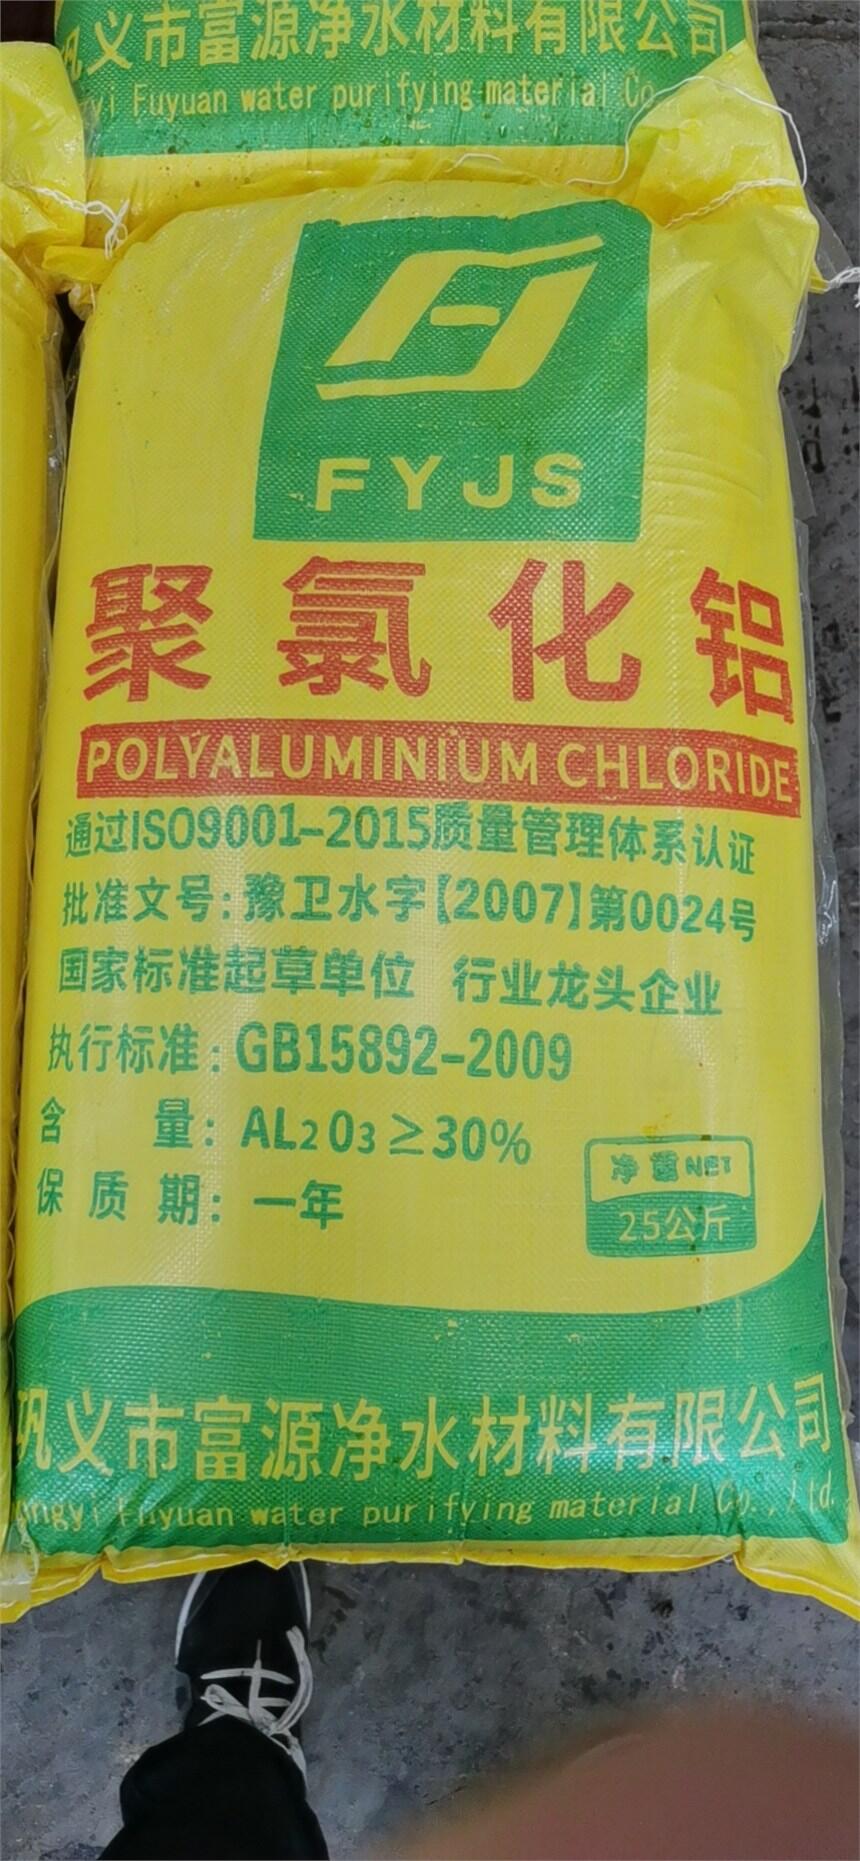 巩义市富源净水材料有限公司
yi Fuyuan water purifying material Co.
FYJS
聚氯化铝
POLYALUMINIUM CHLORIDE
通过ISO9001-2015质量管理体系认证
批准文号:豫卫水字【2007】第0024号
国家标准起草单位 行业龙头企业
执行标准:GB15892-2009
含 量: AL₂O₃≥30%
保 质 期: 一年
净重NET
25公斤
巩义市富源净水材料有限公司
ongyi Fuyuan water purifying material Co.,Ltd.